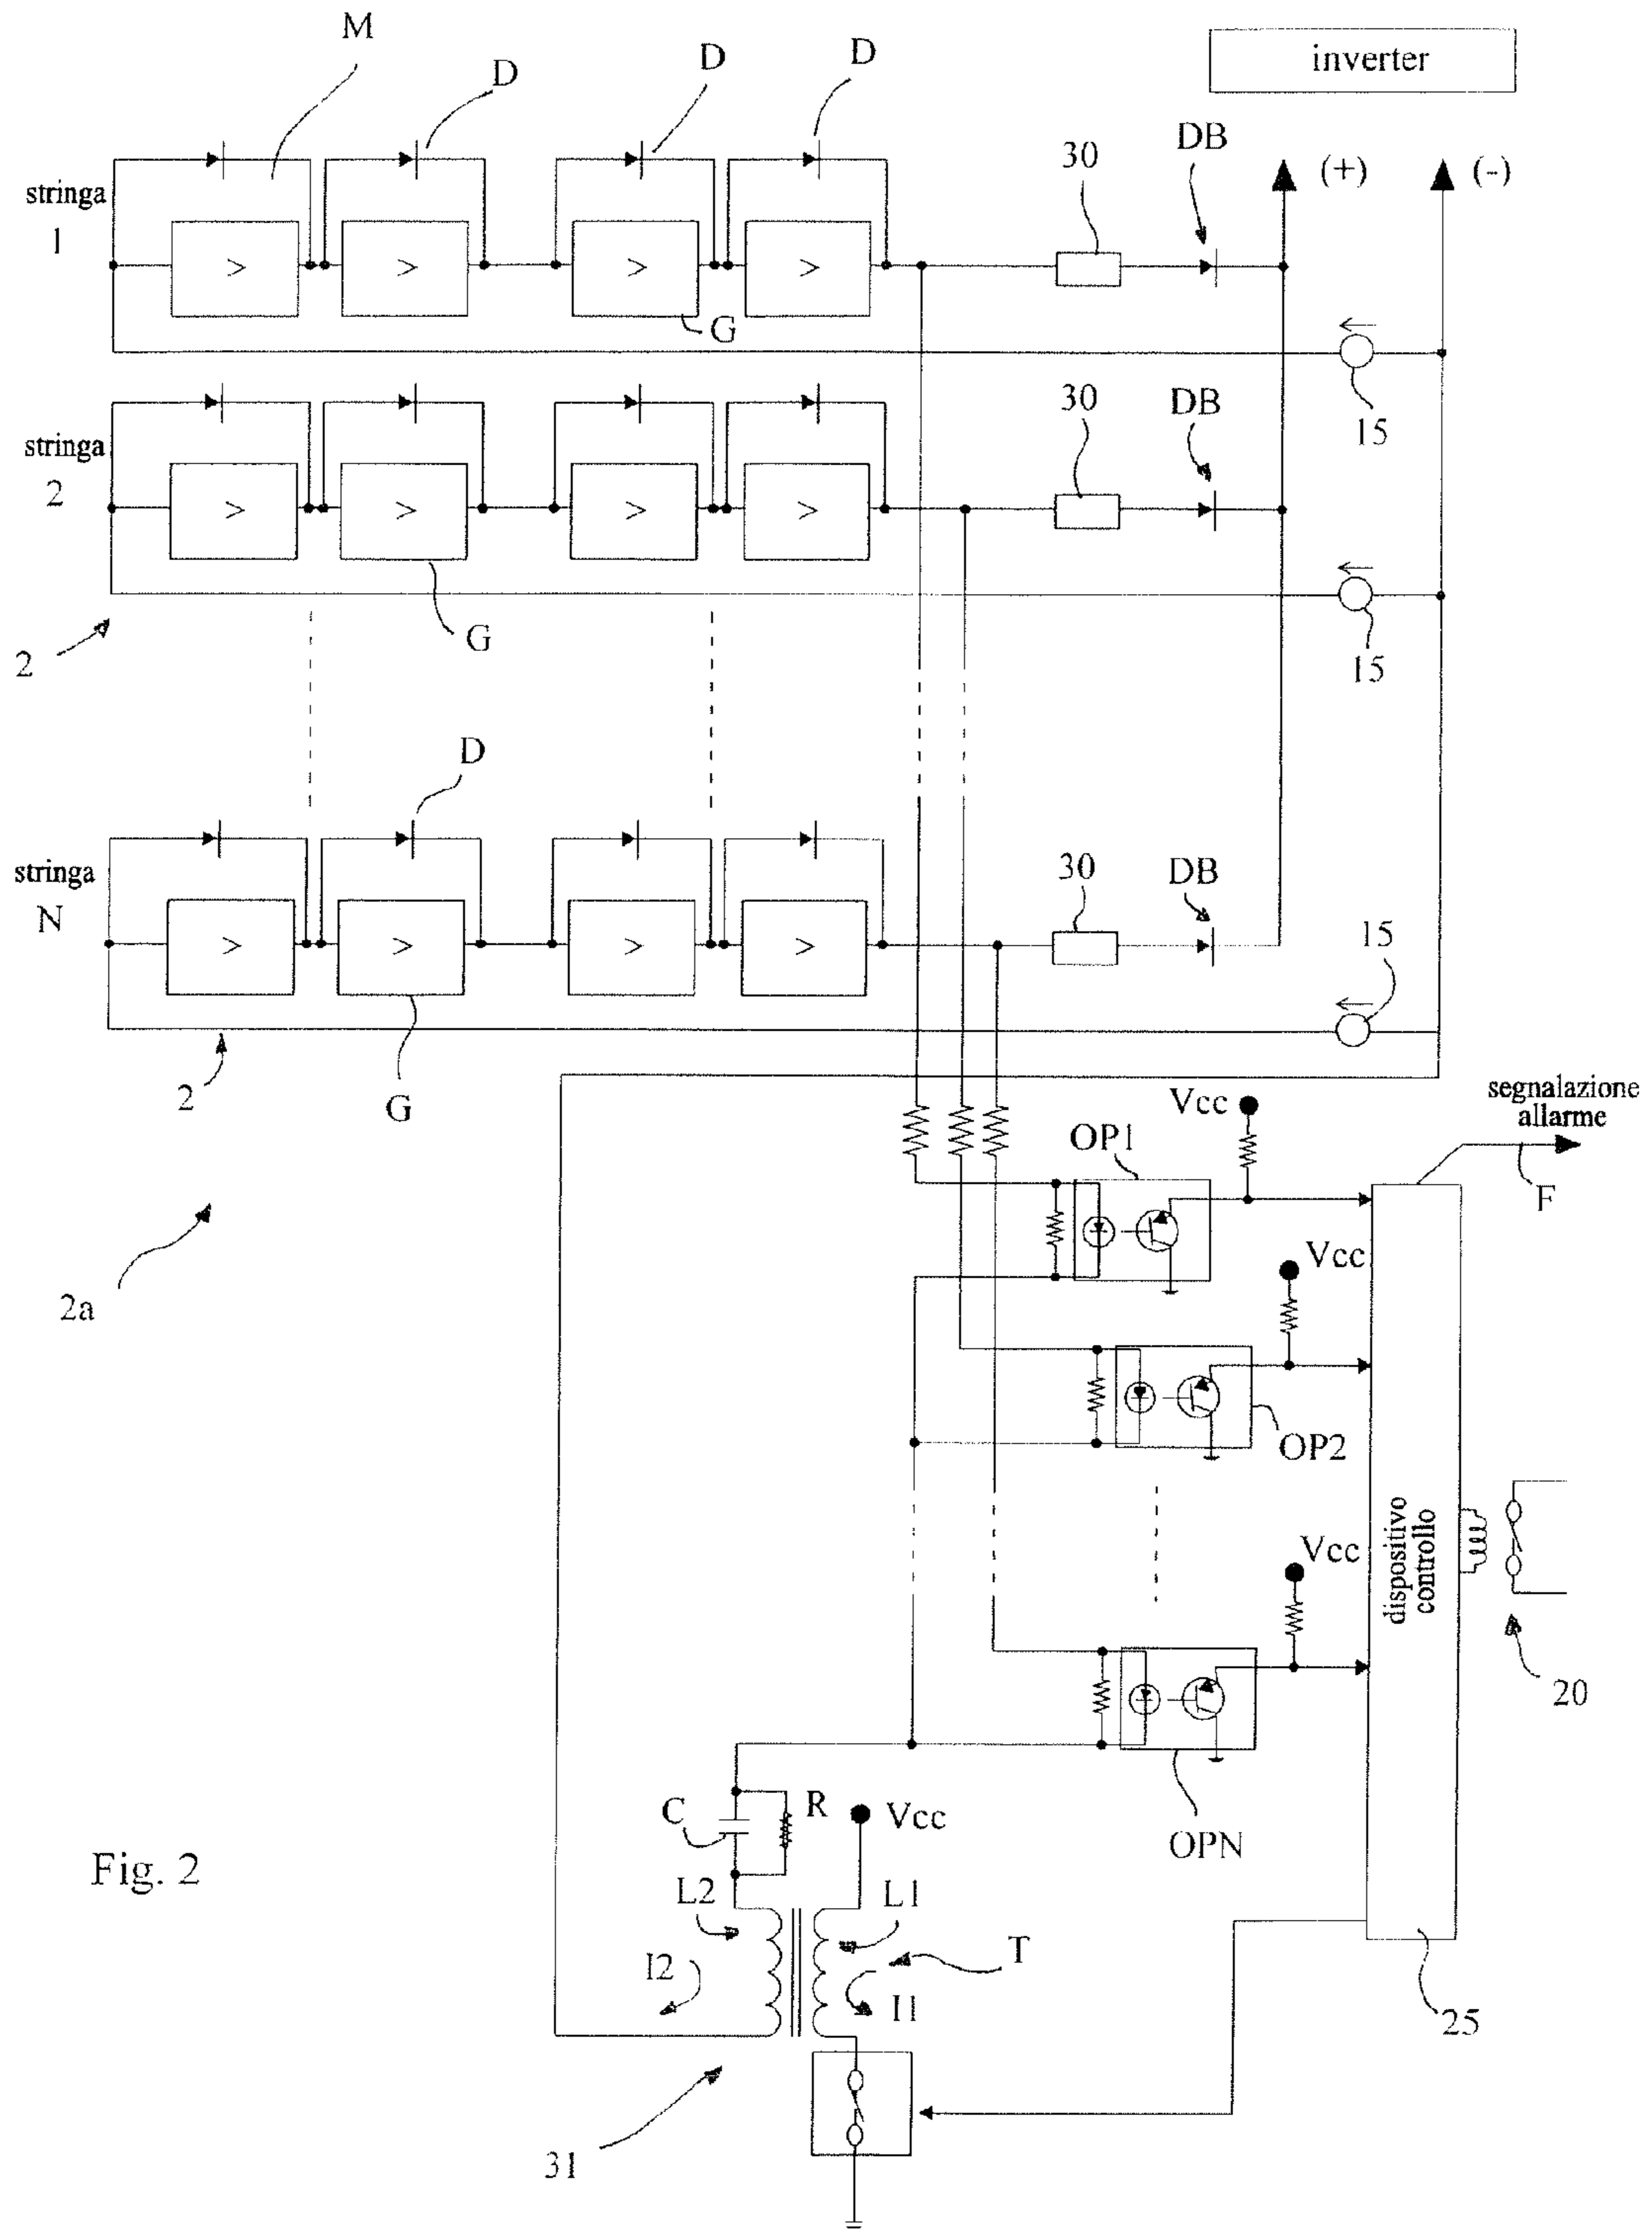 M
D
D
D
inverter
DB
30
(+)
(-)
stringa
1
G
15
30
DB
stringa
2
G
2
15
D
30
DB
stringa
N
15
2
G
Vcc
segnalazione
allarme
OP1
F
Vcc
2a
OP2
dispositivo
controllo
Vcc
20
C
R
Vcc
OPN
Fig. 2
L2
L1
I2
T
I1
25
31